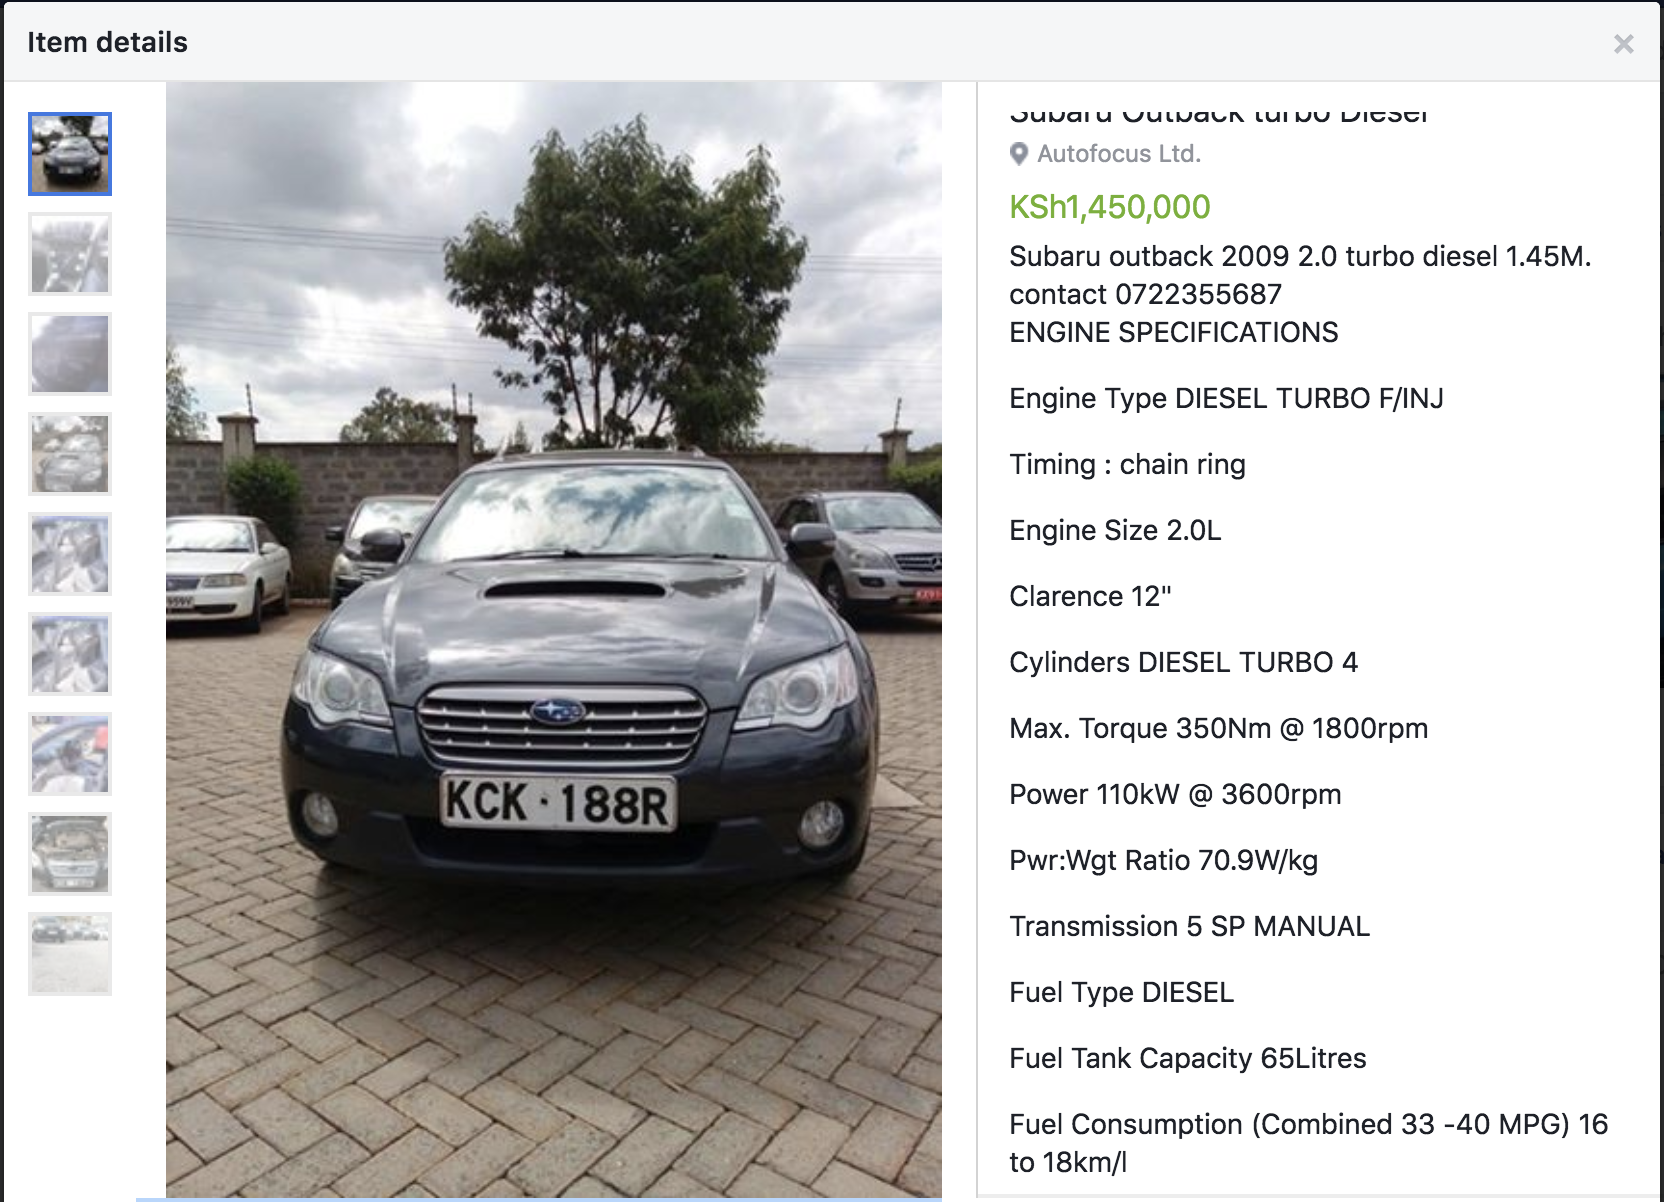 Item details
Subaru Outback turbo Diesel
Autofocus Ltd.
KSh1,450,000
Subaru outback 2009 2.0 turbo diesel 1.45M.
contact 0722355687
ENGINE SPECIFICATIONS
Engine Type DIESEL TURBO F/INJ
Timing : chain ring
Engine Size 2.0L
Clarence 12"
Cylinders DIESEL TURBO 4
Max. Torque 350Nm @ 1800rpm
Power 110kW @ 3600rpm
Pwr:Wgt Ratio 70.9W/kg
Transmission 5 SP MANUAL
Fuel Type DIESEL
Fuel Tank Capacity 65Litres
Fuel Consumption (Combined 33 -40 MPG) 16
to 18km/l
KCK·188R